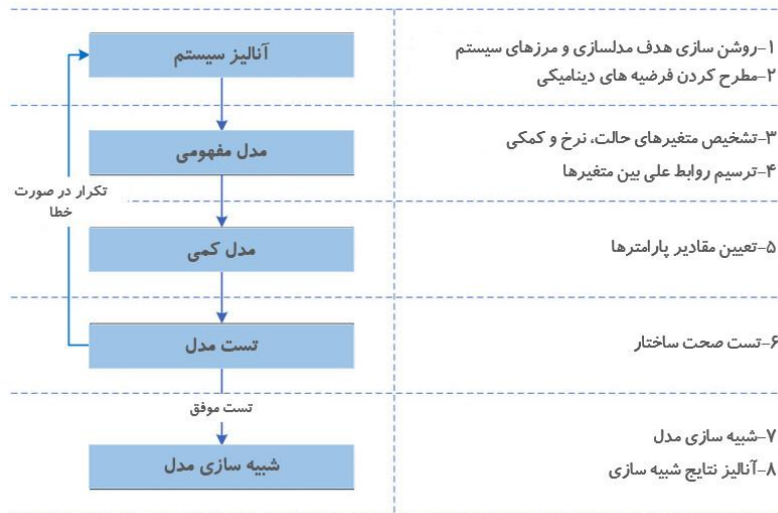 آنالیز سیستم
۱-روشن سازی هدف مدلسازی و مرزهای سیستم
۲-مطرح کردن فرضیه های دینامیکی
مدل مفهومی
۳-تشخیص متغیرهای حالت، نرخ و کمکی
۴-ترسیم روابط علی بین متغیرها
تکرار در صورت
خطا
مدل کمی
۵-تعیین مقادیر پارامترها
تست مدل
۶-تست صحت ساختار
تست موفق
شبیه سازی مدل
۷-شبیه سازی مدل
۸-آنالیز نتایج شبیه سازی